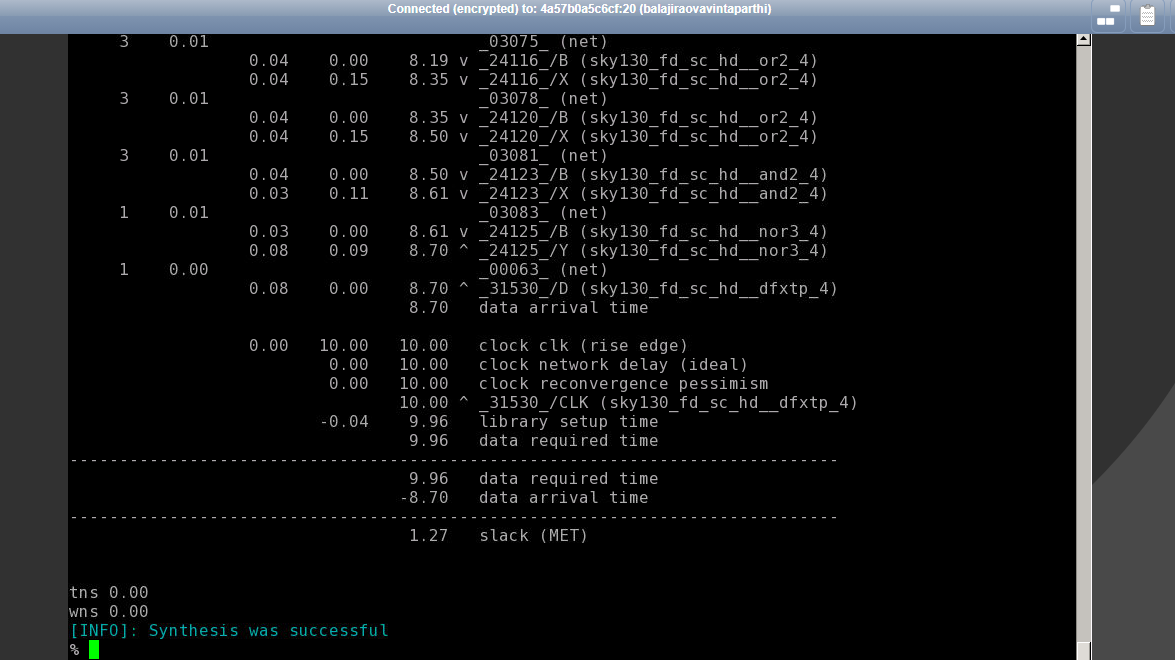 Connected (encrypted) to: 4a57b0a5c6cf:20 (balajiraovavintaparthi)
3 0.01 _03075_ (net)
0.04 0.00 8.19 v _24116_/B (sky130_fd_sc_hd__or2_4)
0.04 0.15 8.35 v _24116_/X (sky130_fd_sc_hd__or2_4)
3 0.01 _03078_ (net)
0.04 0.00 8.35 v _24120_/B (sky130_fd_sc_hd__or2_4)
0.04 0.15 8.50 v _24120_/X (sky130_fd_sc_hd__or2_4)
3 0.01 _03081_ (net)
0.04 0.00 8.50 v _24123_/B (sky130_fd_sc_hd__and2_4)
0.03 0.11 8.61 v _24123_/X (sky130_fd_sc_hd__and2_4)
1 0.01 _03083_ (net)
0.03 0.00 8.61 v _24125_/B (sky130_fd_sc_hd__nor3_4)
0.08 0.09 8.70 ^ _24125_/Y (sky130_fd_sc_hd__nor3_4)
1 0.00 _00063_ (net)
0.08 0.00 8.70 ^ _31530_/D (sky130_fd_sc_hd__dfxtp_4)
8.70 data arrival time
0.00 10.00 10.00 clock clk (rise edge)
0.00 10.00 clock network delay (ideal)
0.00 10.00 clock reconvergence pessimism
10.00 ^ _31530_/CLK (sky130_fd_sc_hd__dfxtp_4)
-0.04 9.96 library setup time
9.96 data required time
-----------------------------------------------------------------------------
9.96 data required time
-8.70 data arrival time
-----------------------------------------------------------------------------
1.27 slack (MET)
tns 0.00
wns 0.00
[INFO]: Synthesis was successful
%